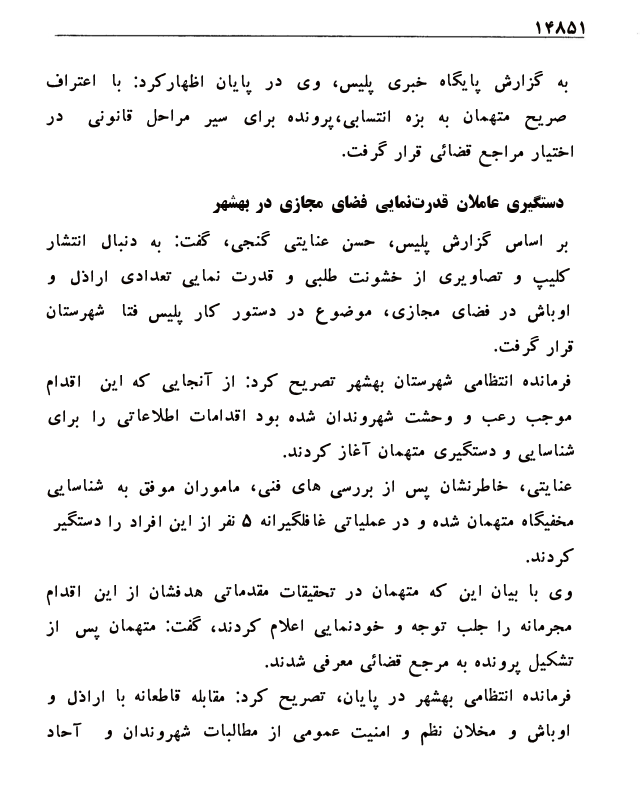 ۱۴۸۵۱
به گزارش پایگاه خبری پلیس، وی در پایان اظهارکرد: با اعتراف
صریح متهمان به بزه انتسابی،پرونده برای سیر مراحل قانونی در
اختیار مراجع قضائی قرار گرفت.
دستگیری عاملان قدرت‌نمایی فضای مجازی در بهشهر
بر اساس گزارش پلیس، حسن عنایتی گنجی، گفت: به دنبال انتشار
کلیپ و تصاویری از خشونت طلبی و قدرت نمایی تعدادی اراذل و
اوباش در فضای مجازی، موضوع در دستور کار پلیس فتا شهرستان
قرار گرفت.
فرمانده انتظامی شهرستان بهشهر تصریح کرد: از آنجایی که این اقدام
موجب رعب و وحشت شهروندان شده بود اقدامات اطلاعاتی را برای
شناسایی و دستگیری متهمان آغاز کردند.
عنایتی، خاطرنشان پس از بررسی های فنی، ماموران موفق به شناسایی
مخفیگاه متهمان شده و در عملیاتی غافلگیرانه ۵ نفر از این افراد را دستگیر
کردند.
وی با بیان این که متهمان در تحقیقات مقدماتی هدفشان از این اقدام
مجرمانه را جلب توجه و خودنمایی اعلام کردند، گفت: متهمان پس از
تشکیل پرونده به مرجع قضائی معرفی شدند.
فرمانده انتظامی بهشهر در پایان، تصریح کرد: مقابله قاطعانه با اراذل و
اوباش و مخلان نظم و امنیت عمومی از مطالبات شهروندان و آحاد